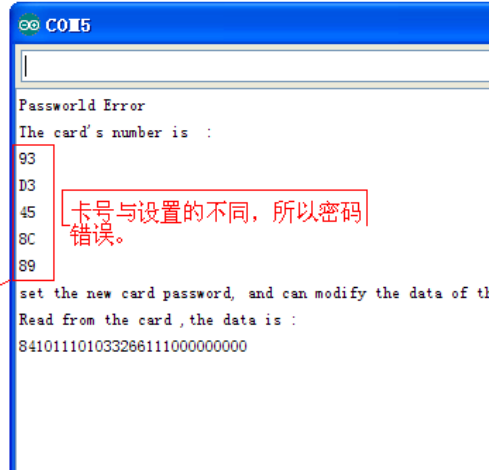 COM5
Passworld Error
The card's number is :
93
D3
45
8C
89
卡号与设置的不同，所以密码
错误。
set the new card password, and can modify the data of th
Read from the card ,the data is :
8410111010332661110000000000